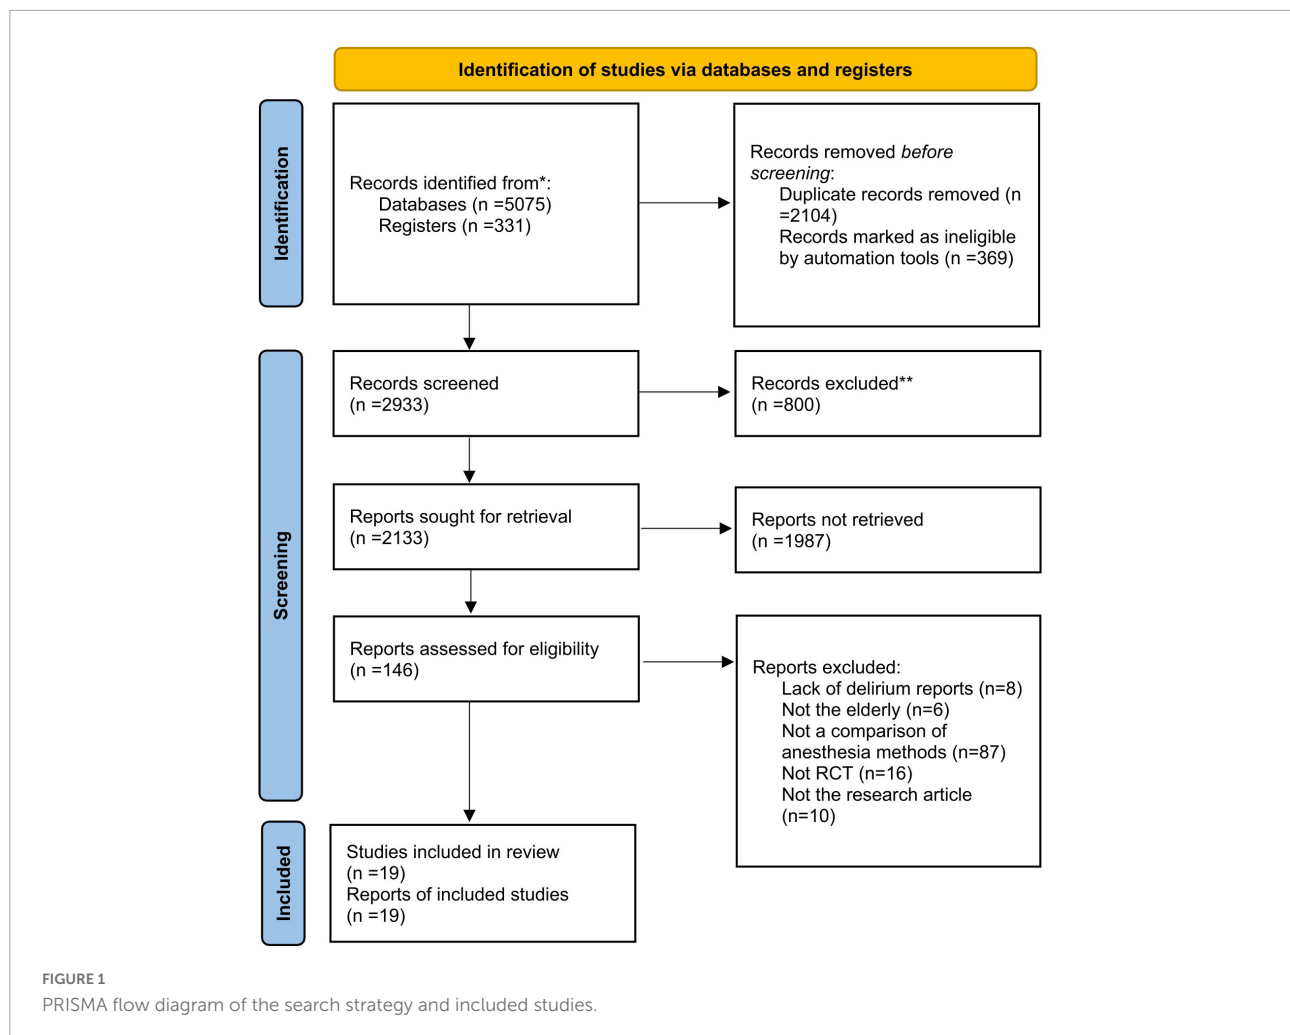 Identification of studies via databases and registers
Identification
Records identified from*:
Databases (n =5075)
Registers (n =331)
Records removed before
screening:
Duplicate records removed (n
=2104)
Records marked as ineligible
by automation tools (n =369)
Screening
Records screened
(n =2933)
Records excluded**
(n =800)
Reports sought for retrieval
(n =2133)
Reports not retrieved
(n =1987)
Reports assessed for eligibility
(n =146)
Reports excluded:
Lack of delirium reports (n=8)
Not the elderly (n=6)
Not a comparison of
anesthesia methods (n=87)
Not RCT (n=16)
Not the research article
(n=10)
Included
Studies included in review
(n =19)
Reports of included studies
(n =19)
FIGURE 1
PRISMA flow diagram of the search strategy and included studies.